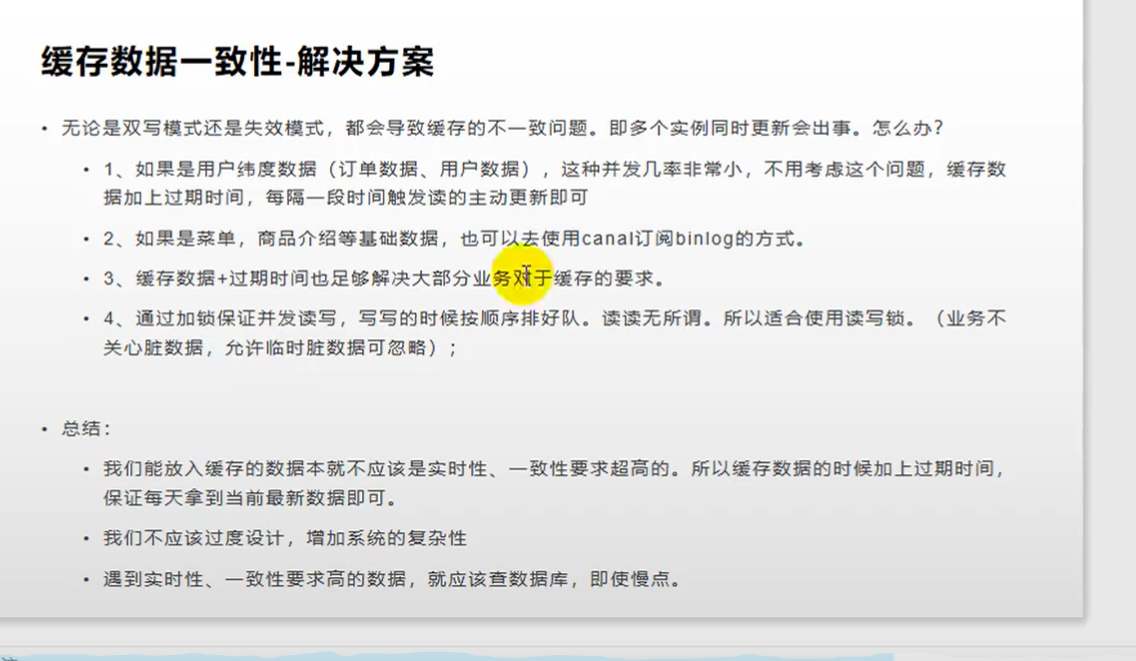 缓存数据一致性-解决方案
• 无论是双写模式还是失效模式，都会导致缓存的不一致问题。即多个实例同时更新会出事。怎么办？
• 1、如果是用户纬度数据（订单数据、用户数据），这种并发几率非常小，不用考虑这个问题，缓存数
据加上过期时间，每隔一段时间触发读的主动更新即可
• 2、如果是菜单，商品介绍等基础数据，也可以去使用canal订阅binlog的方式。
• 3、缓存数据+过期时间也足够解决大部分业务对于缓存的要求。
• 4、通过加锁保证并发读写，写写的时候按顺序排好队。读读无所谓。所以适合使用读写锁。（业务不
关心脏数据，允许临时脏数据可忽略）；
• 总结：
• 我们能放入缓存的数据本就不应该是实时性、一致性要求超高的。所以缓存数据的时候加上过期时间，
保证每天拿到当前最新数据即可。
• 我们不应该过度设计，增加系统的复杂性
• 遇到实时性、一致性要求高的数据，就应该查数据库，即使慢点。